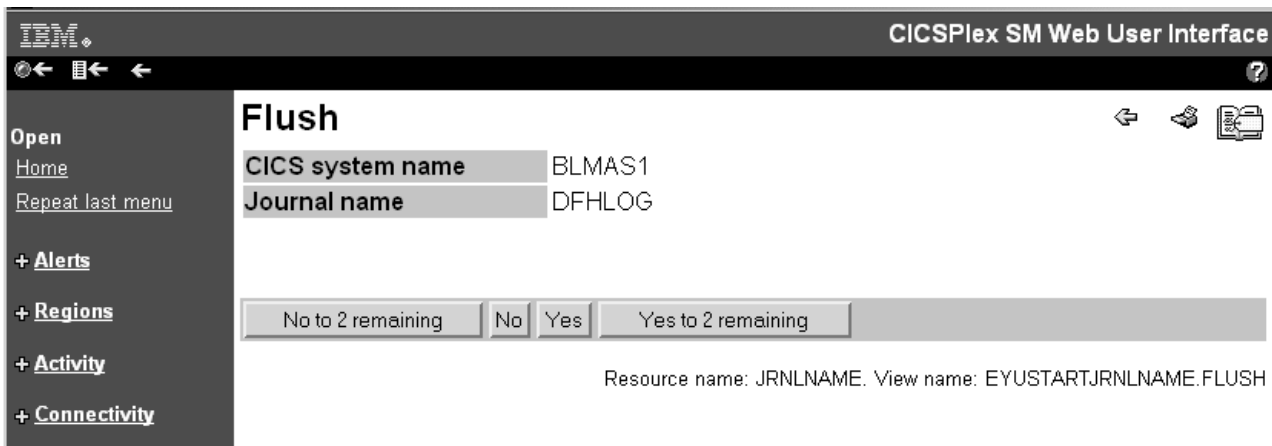 IBM.
CICSPlex SM Web User Interface
?
Flush
Open
Home
Repeat last menu
+ Alerts
+ Regions
+ Activity
+ Connectivity
CICS system name BLMAS1
Journal name DFHLOG
No to 2 remaining No Yes Yes to 2 remaining
Resource name: JRNLNAME. View name: EYUSTARTJRNLNAME.FLUSH